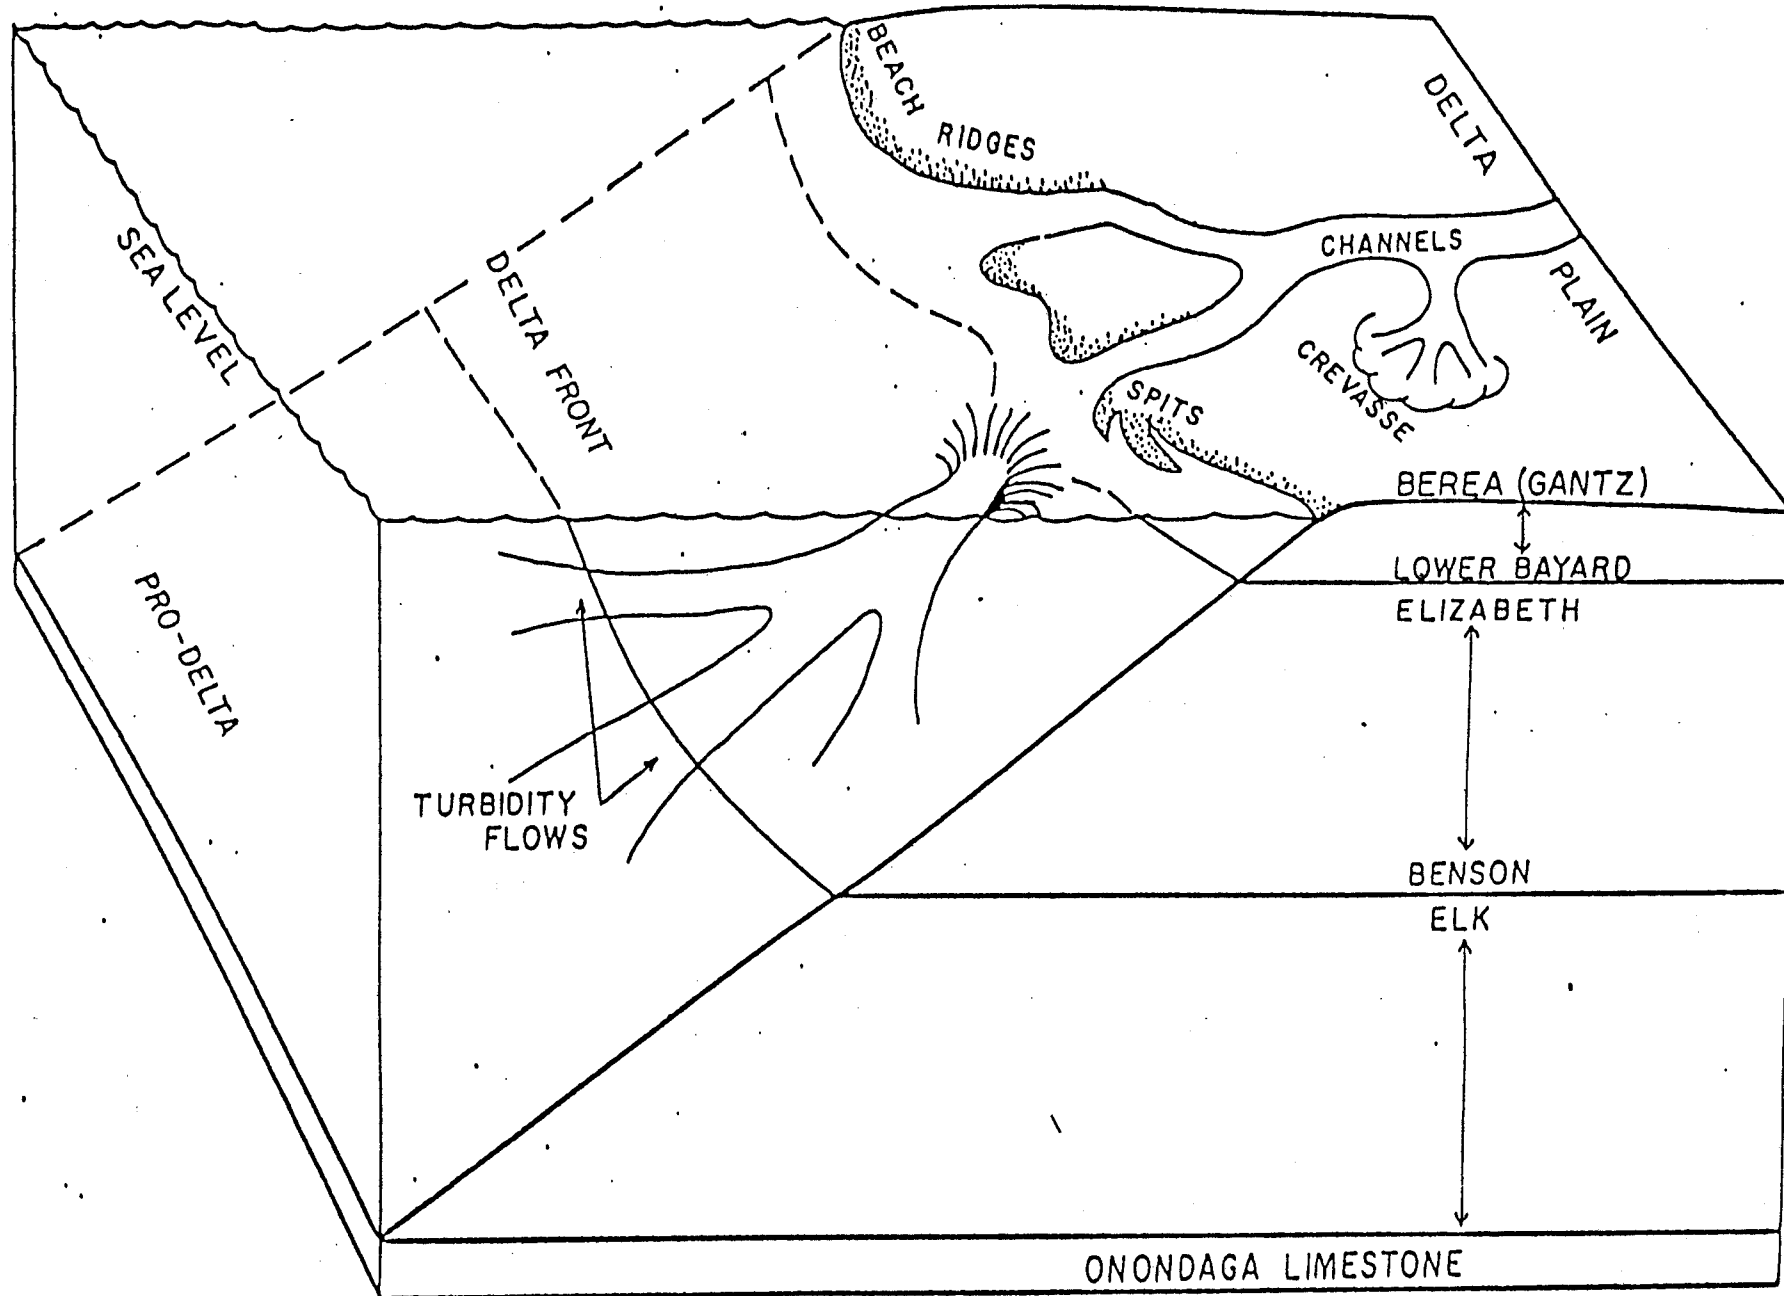 BEACH
RIDGES
DELTA
PLAIN
CHANNELS
SEA LEVEL
DELTA FRONT
CREVASSE
SPITS
BEREA (GANTZ)
LOWER BAYARD
ELIZABETH
PRO-DELTA
TURBIDITY
FLOWS
BENSON
ELK
ONONDAGA LIMESTONE